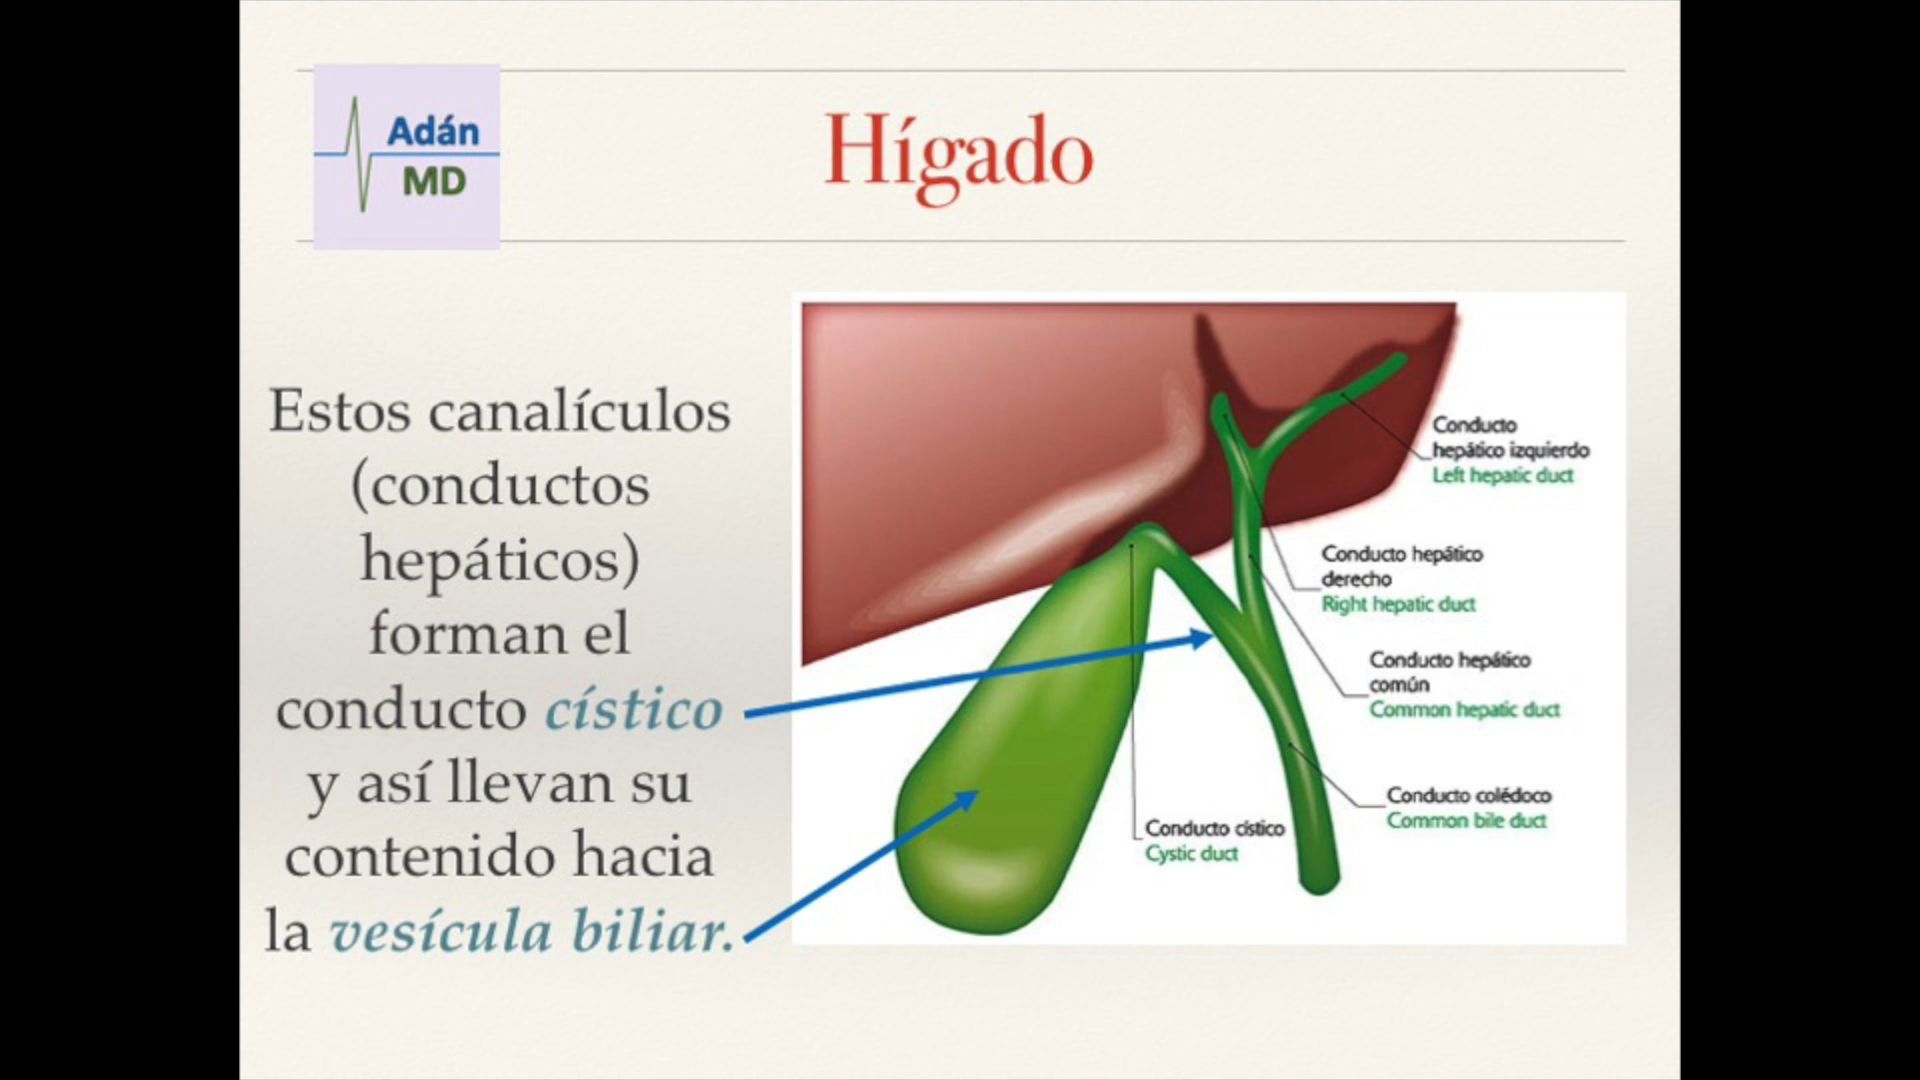 Adán
MD
Hígado
Estos canalículos
(conductos
hepáticos)
forman el
conducto cístico
y así llevan su
contenido hacia
la vesícula biliar.
Conducto
hepático izquierdo
Left hepatic duct
Conducto hepático
derecho
Right hepatic duct
Conducto hepático
común
Common hepatic duct
Conducto colédoco
Common bile duct
Conducto cístico
Cystic duct